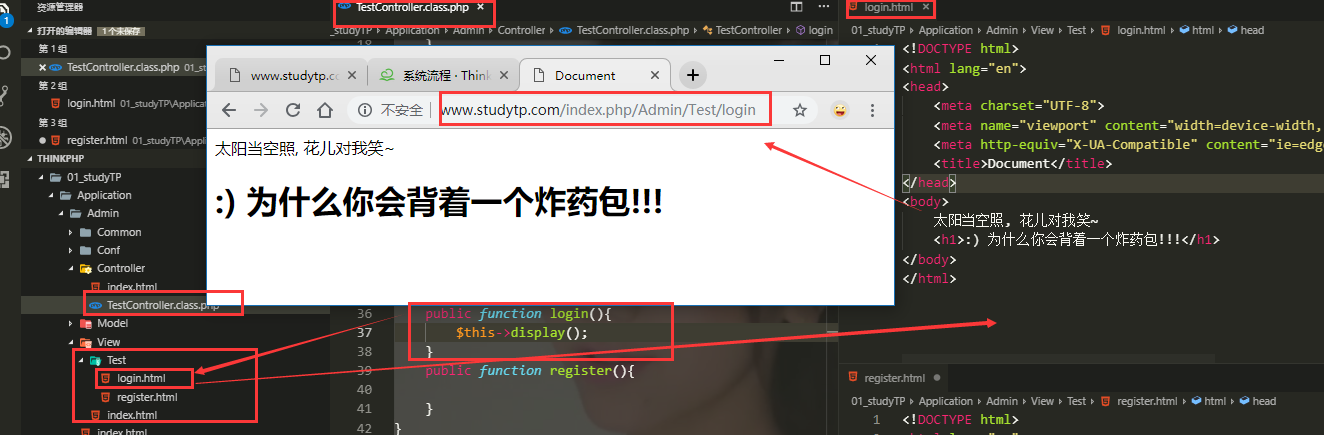 资源管理器
打开的编辑器 1个未保存
第 1 组
TestController.class.php 01_st
第 2 组
login.html 01_studyTP\Applica
第 3 组
register.html 01_studyTP\Appl
THINKPHP
01_studyTP
Application
Admin
Common
Conf
Controller
index.html
TestController.class.php
Model
View
Test
login.html
register.html
index.html
index.html
TestController.class.php
_studyTP > Application > Admin > Controller > TestController.class.php > TestController > login
18 }
www.studytp.co
系统流程 · Think
Document
不安全 | www.studytp.com/index.php/Admin/Test/login
太阳当空照, 花儿对我笑~
:) 为什么你会背着一个炸药包!!!
36 public function login(){
37 $this->display();
38 }
39 public function register(){
40
41 }
42 }
login.html
01_studyTP > Application > Admin > View > Test > login.html > html > head
<!DOCTYPE html>
<html lang="en">
<head>
<meta charset="UTF-8">
<meta name="viewport" content="width=device-width,
<meta http-equiv="X-UA-Compatible" content="ie=edge
<title>Document</title>
</head>
<body>
太阳当空照, 花儿对我笑~
<h1>:) 为什么你会背着一个炸药包!!!</h1>
</body>
</html>
register.html
01_studyTP > Application > Admin > View > Test > register.html > html > head
1 <!DOCTYPE html>
<html lang="en">